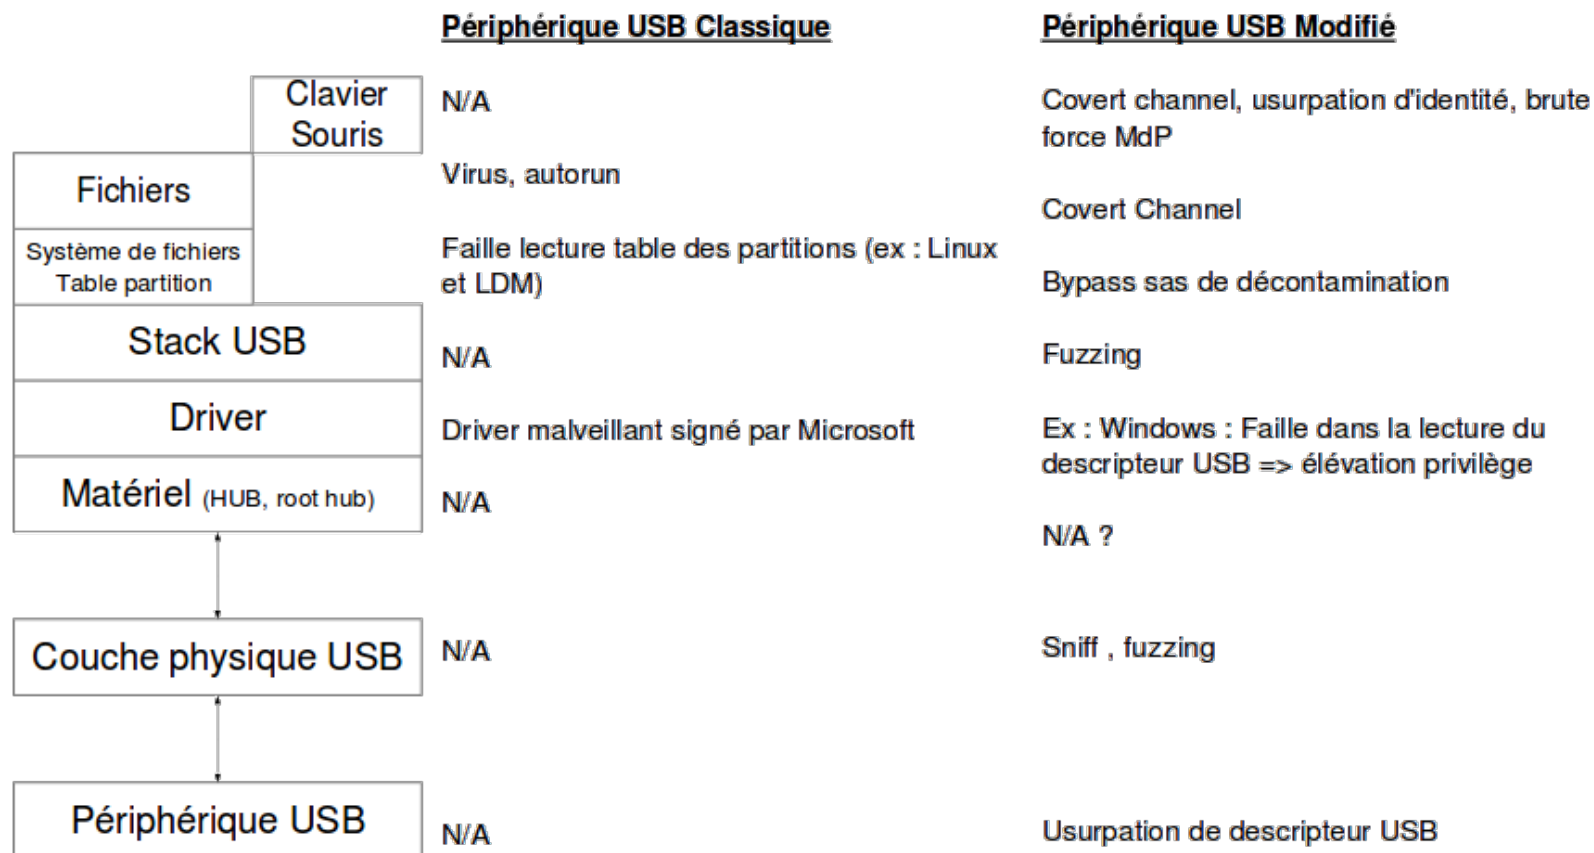 Périphérique USB Classique
Périphérique USB Modifié
Clavier
Souris
N/A
Covert channel, usurpation d'identité, brute
force MdP
Fichiers
Virus, autorun
Covert Channel
Système de fichiers
Table partition
Faille lecture table des partitions (ex : Linux
et LDM)
Bypass sas de décontamination
Stack USB
N/A
Fuzzing
Driver
Driver malveillant signé par Microsoft
Ex : Windows : Faille dans la lecture du
descripteur USB => élévation privilège
Matériel (HUB, root hub)
N/A
N/A ?
Couche physique USB
N/A
Sniff , fuzzing
Périphérique USB
N/A
Usurpation de descripteur USB